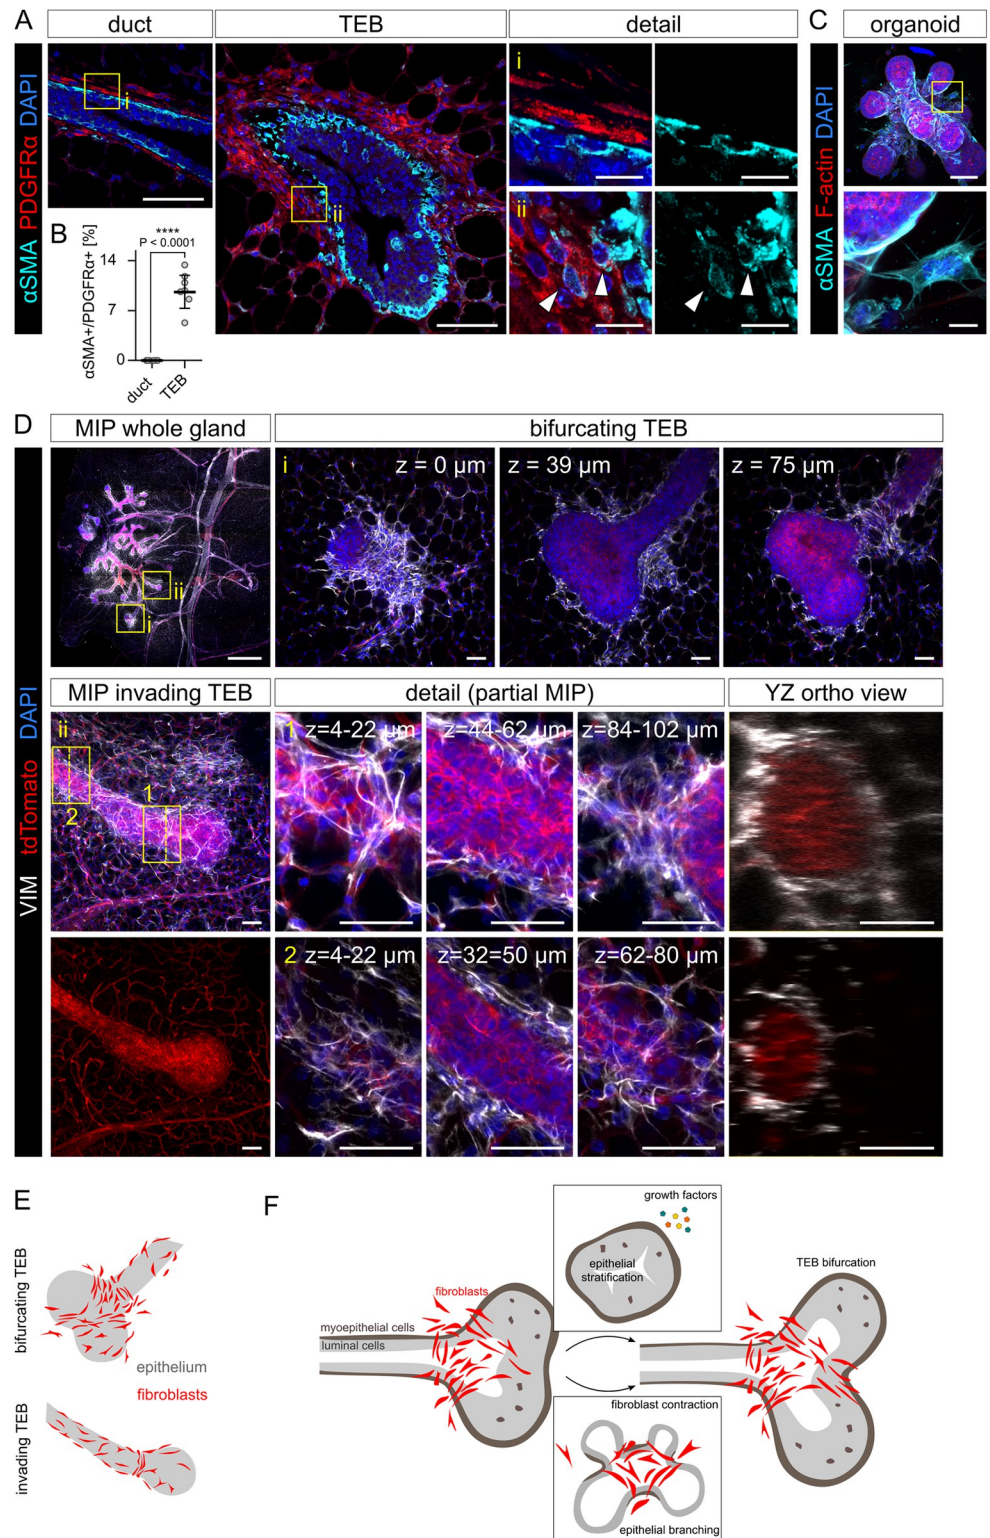 A
duct
TEB
detail
C
organoid
αSMA PDGFRα DAPI
i
ii
i
ii
αSMA F-actin DAPI
B
αSMA+/PDGFRα+ [%]
****
P < 0.0001
14
7
0
duct
TEB
D
MIP whole gland
bifurcating TEB
VIM tdTomato DAPI
ii
i
i
z = 0 µm
z = 39 µm
z = 75 µm
MIP invading TEB
detail (partial MIP)
YZ ortho view
ii
1
2
1 z=4-22 µm
z=44-62 µm
z=84-102 µm
2 z=4-22 µm
z=32=50 µm
z=62-80 µm
E
bifurcating TEB
epithelium
fibroblasts
invading TEB
F
growth factors
epithelial
stratification
TEB bifurcation
fibroblasts
myoepithelial cells
luminal cells
fibroblast contraction
epithelial branching